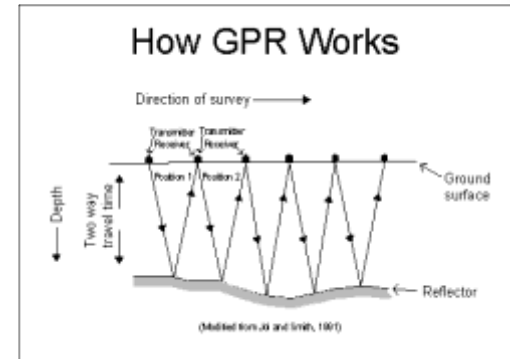 How GPR Works
Direction of survey
Transmitter Transmitter
Receiver Receiver
Position 1 Position 2
Ground
surface
Depth
Two way
travel time
Reflector
(Modified from Jol and Smith, 1991)